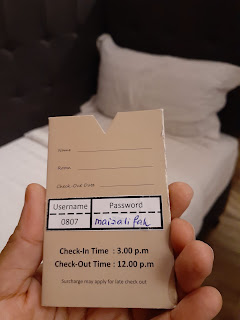 Name
Room
Check-Out Date
Username Password
0807
Check-In Time : 3.00 p.m
Check-Out Time : 12.00 p.m
Surcharge may apply for late check out